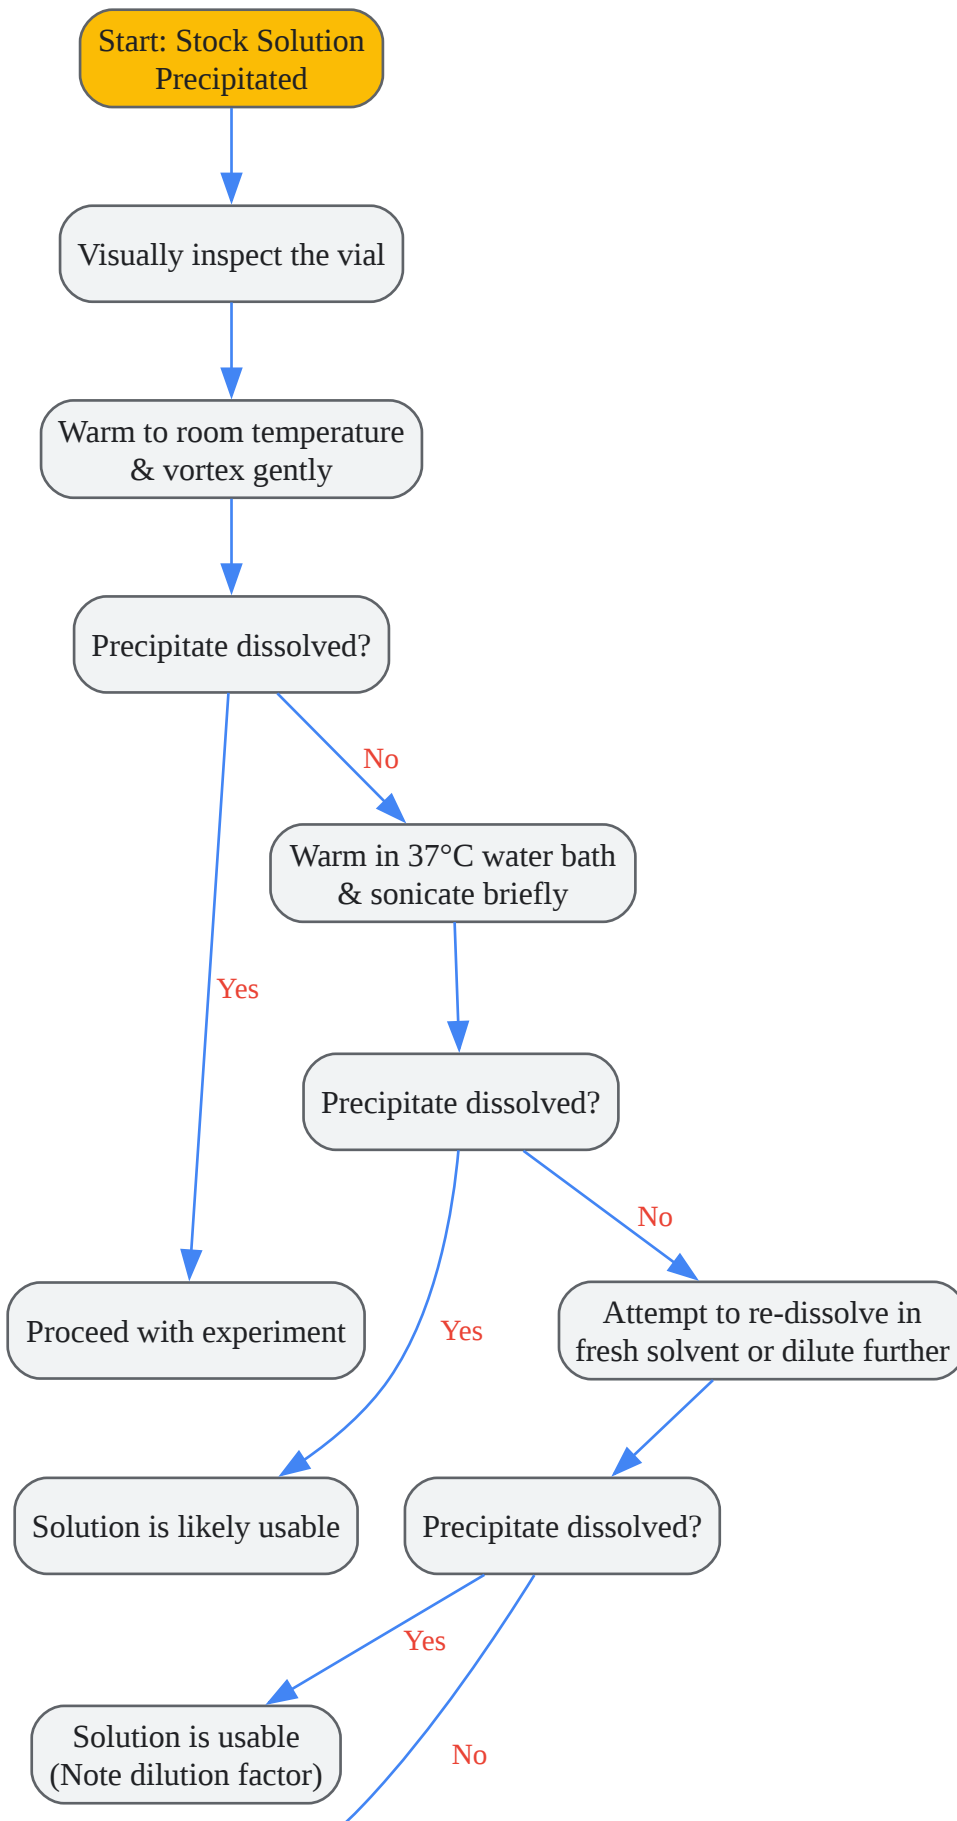 Start: Stock Solution
Precipitated
Visually inspect the vial
Warm to room temperature
& vortex gently
Precipitate dissolved?
No
Warm in 37°C water bath
& sonicate briefly
Yes
Precipitate dissolved?
No
Attempt to re-dissolve in
fresh solvent or dilute further
Yes
Proceed with experiment
Solution is likely usable
Precipitate dissolved?
Yes
Solution is usable
(Note dilution factor)
No